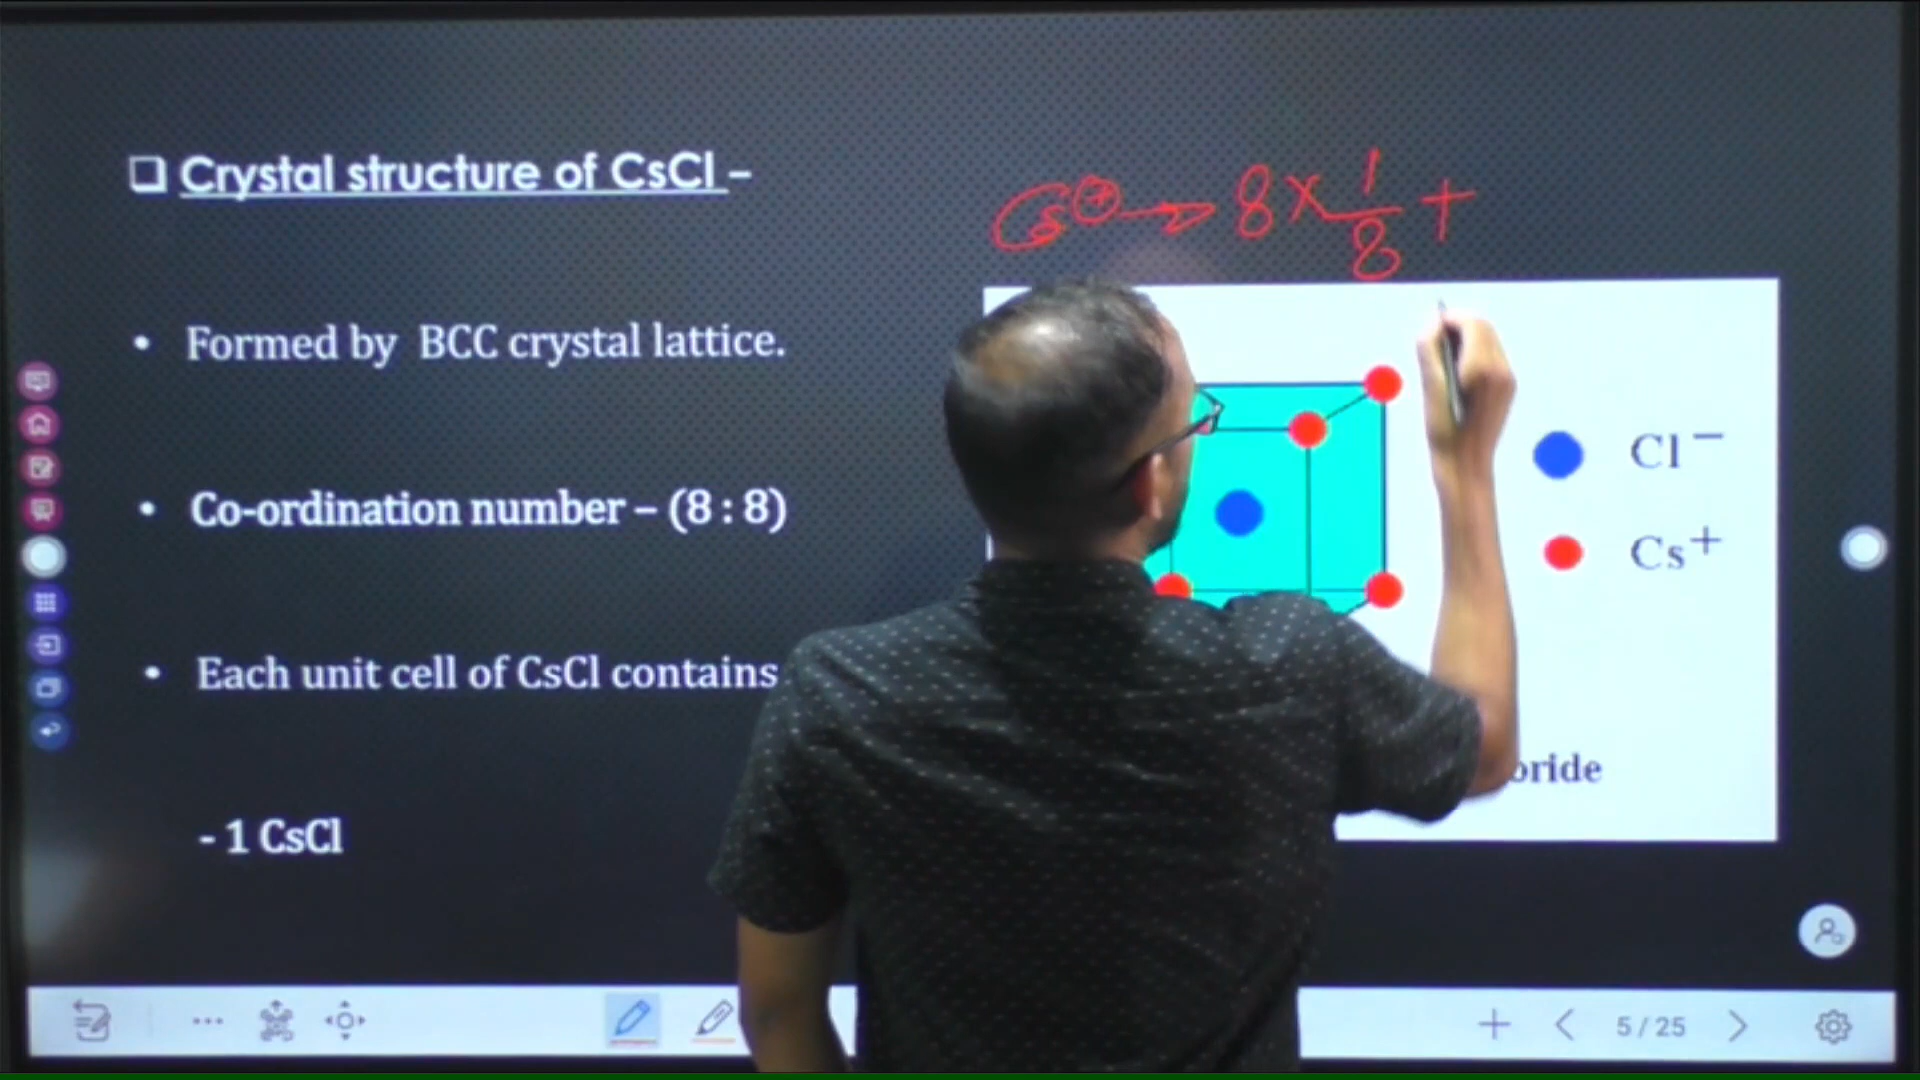 ❑ Crystal structure of CsCl –
Cs⊕ → 8 × 1/8 +
• Formed by BCC crystal lattice.
• Co-ordination number – (8 : 8)
• Each unit cell of CsCl contains
- 1 CsCl
Cl⁻
Cs⁺
oride
5 / 25